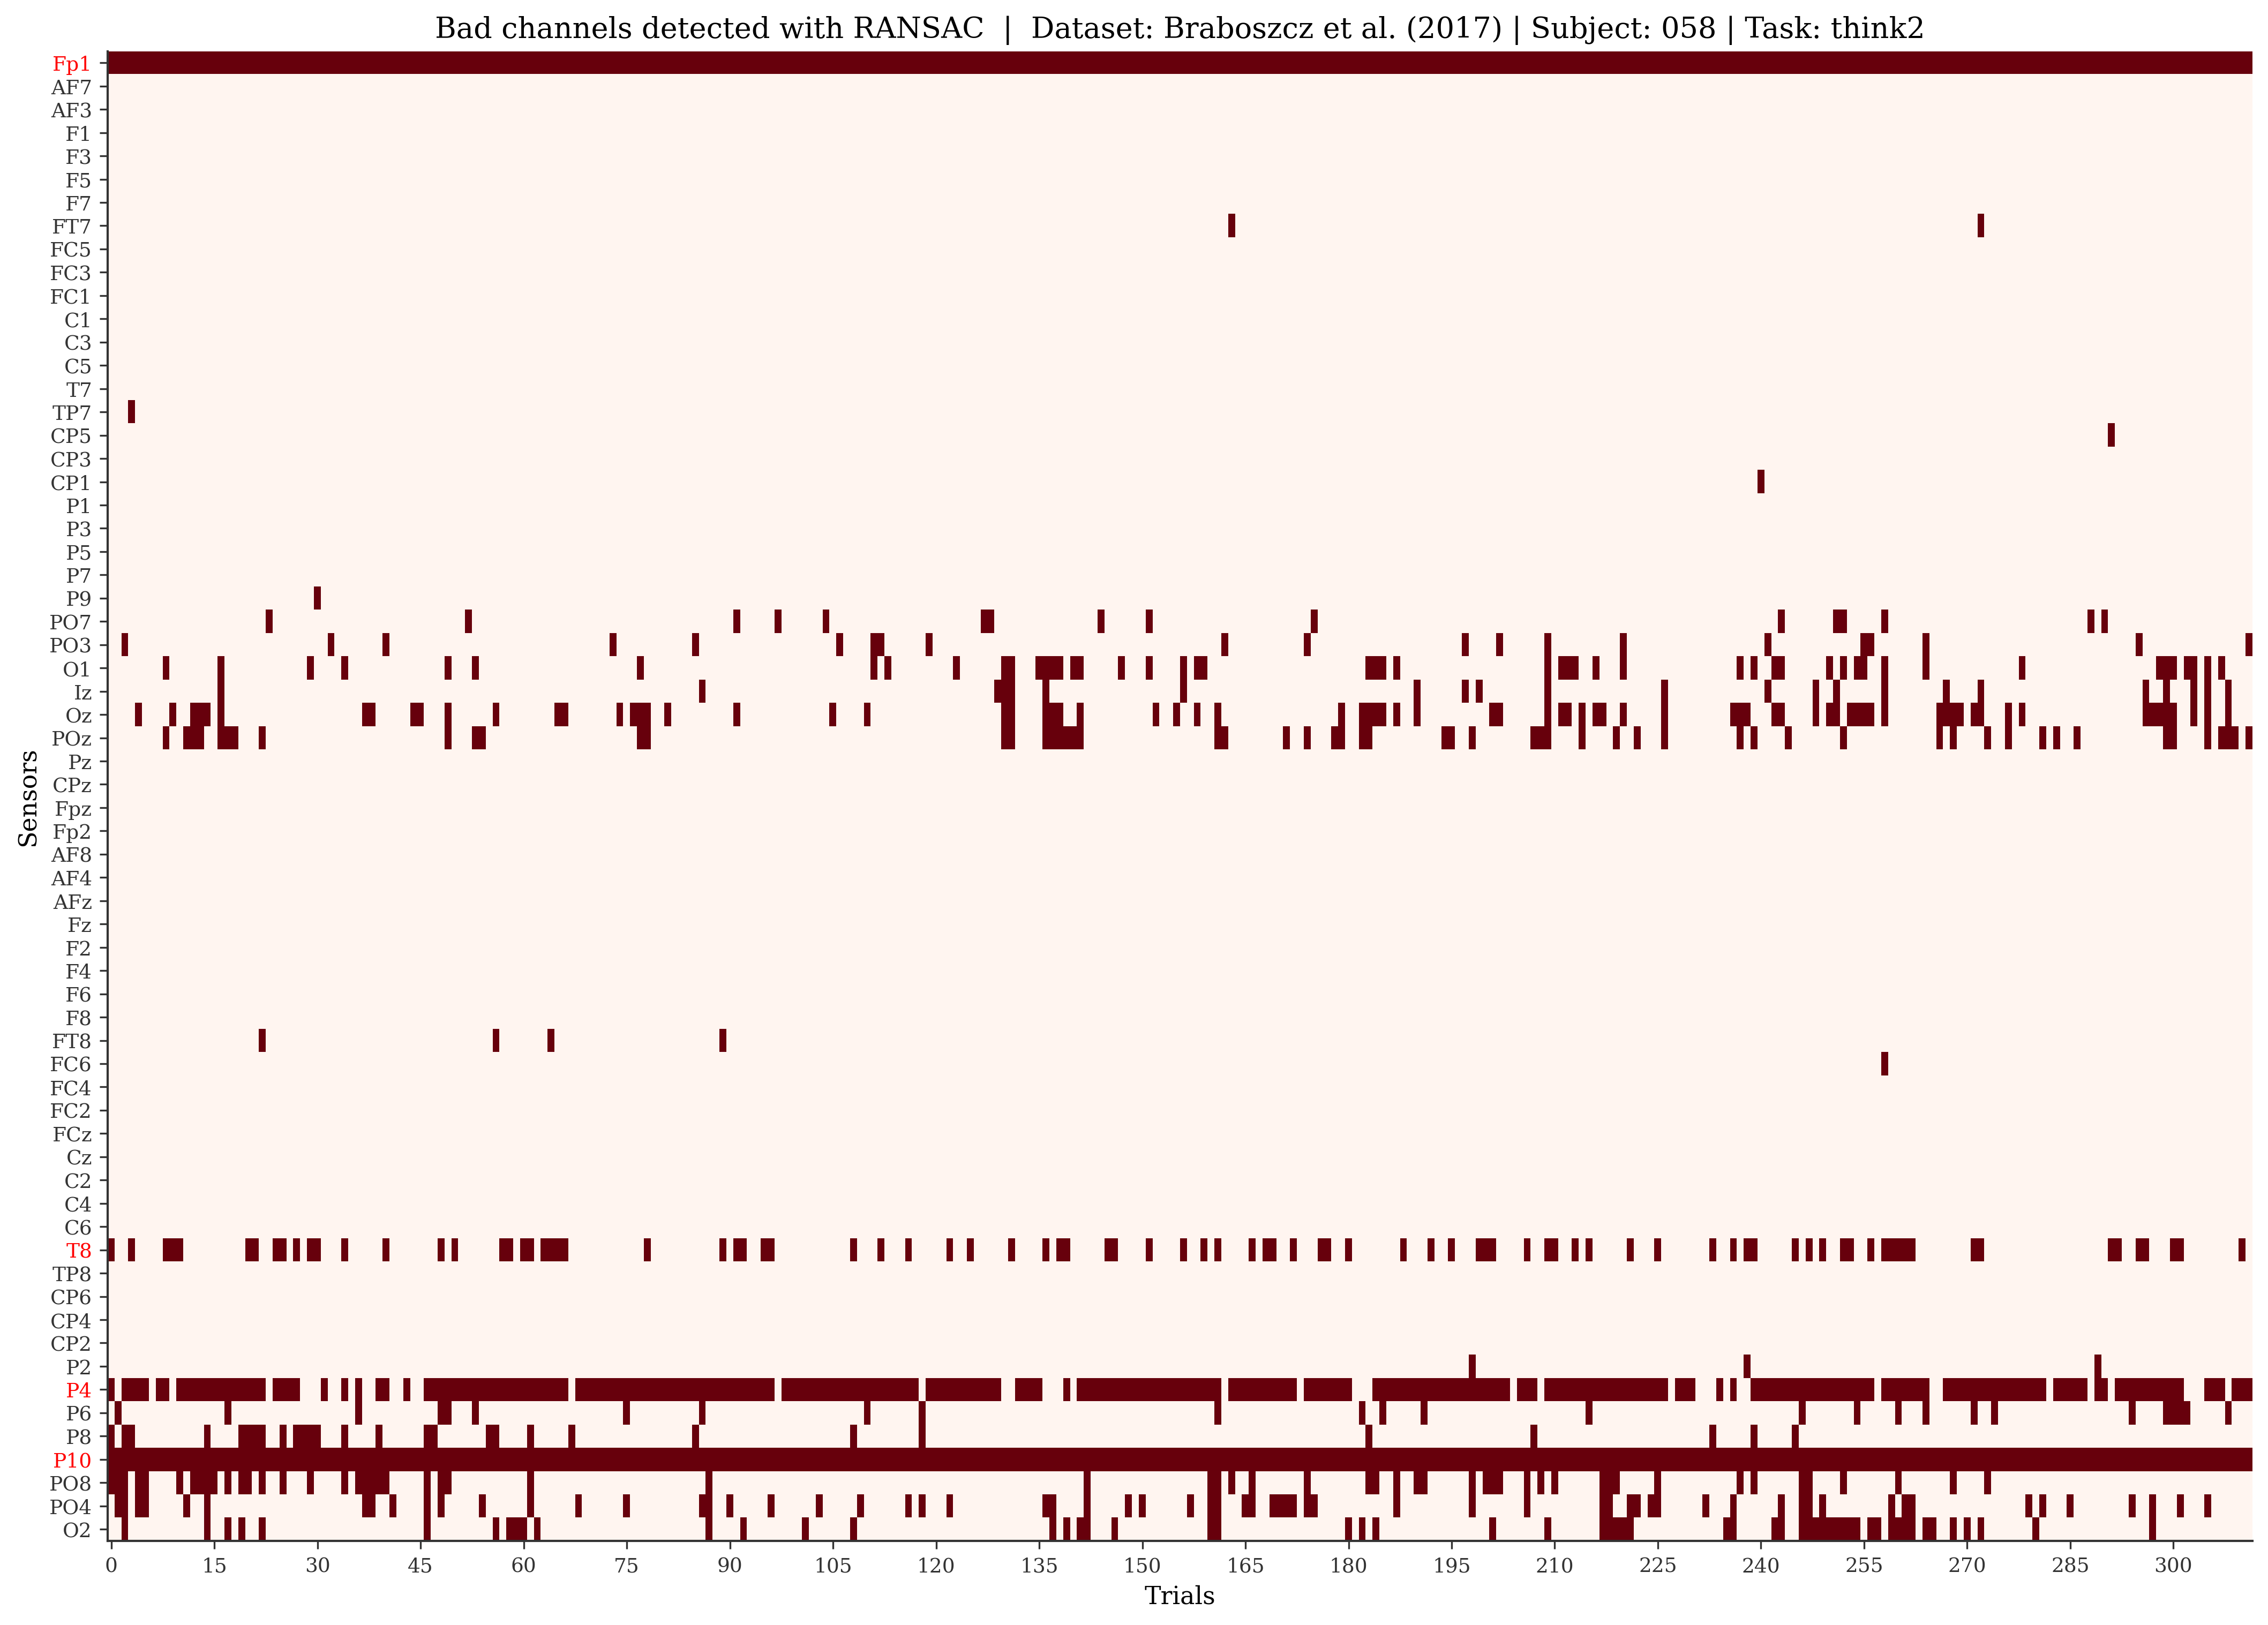 Bad channels detected with RANSAC | Dataset: Braboszcz et al. (2017) | Subject: 058 | Task: think2
Sensors
Fp1
AF7
AF3
F1
F3
F5
F7
FT7
FC5
FC3
FC1
C1
C3
C5
T7
TP7
CP5
CP3
CP1
P1
P3
P5
P7
P9
PO7
PO3
O1
Iz
Oz
POz
Pz
CPz
Fpz
Fp2
AF8
AF4
AFz
Fz
F2
F4
F6
F8
FT8
FC6
FC4
FC2
FCz
Cz
C2
C4
C6
T8
TP8
CP6
CP4
CP2
P2
P4
P6
P8
P10
PO8
PO4
O2
0 15 30 45 60 75 90 105 120 135 150 165 180 195 210 225 240 255 270 285 300
Trials